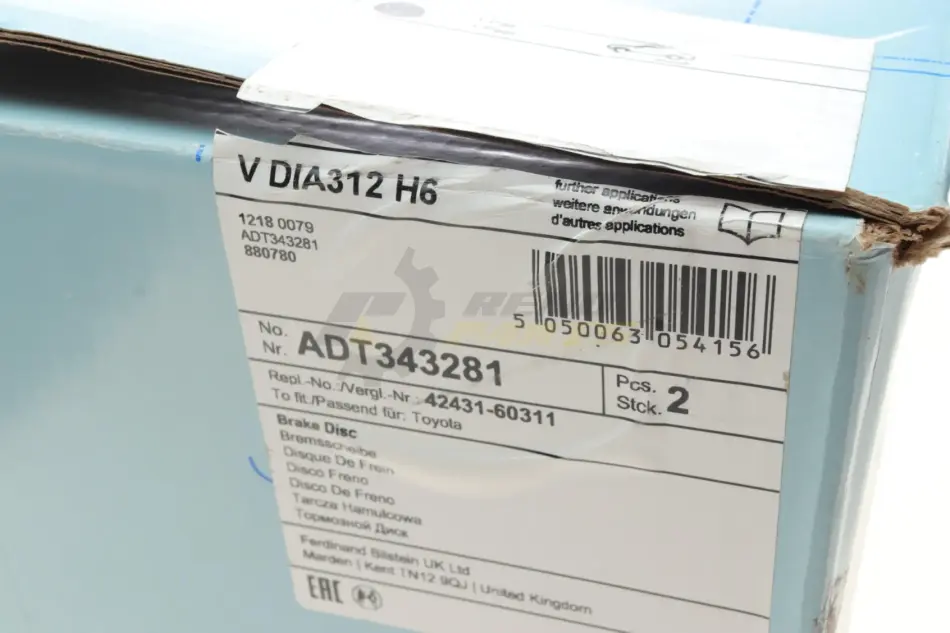 V DIA312 H6
further applications
weitere anwendungen
d'autres applications
1218 0079
ADT343281
880780
5 050063 054156
No.
Nr. ADT343281
Pcs.
Stck. 2
Repl.-No.:/Vergl.-Nr.: 42431-60311
To fit:/Passend für: Toyota
Brake Disc
Bremsscheibe
Disque De Frein
Disco Freno
Disco De Freno
Tarcza Hamulcowa
Тормозной Диск
Ferdinand Bilstein UK Ltd
Marden | Kent TN12 9QJ | United Kingdom
EAC